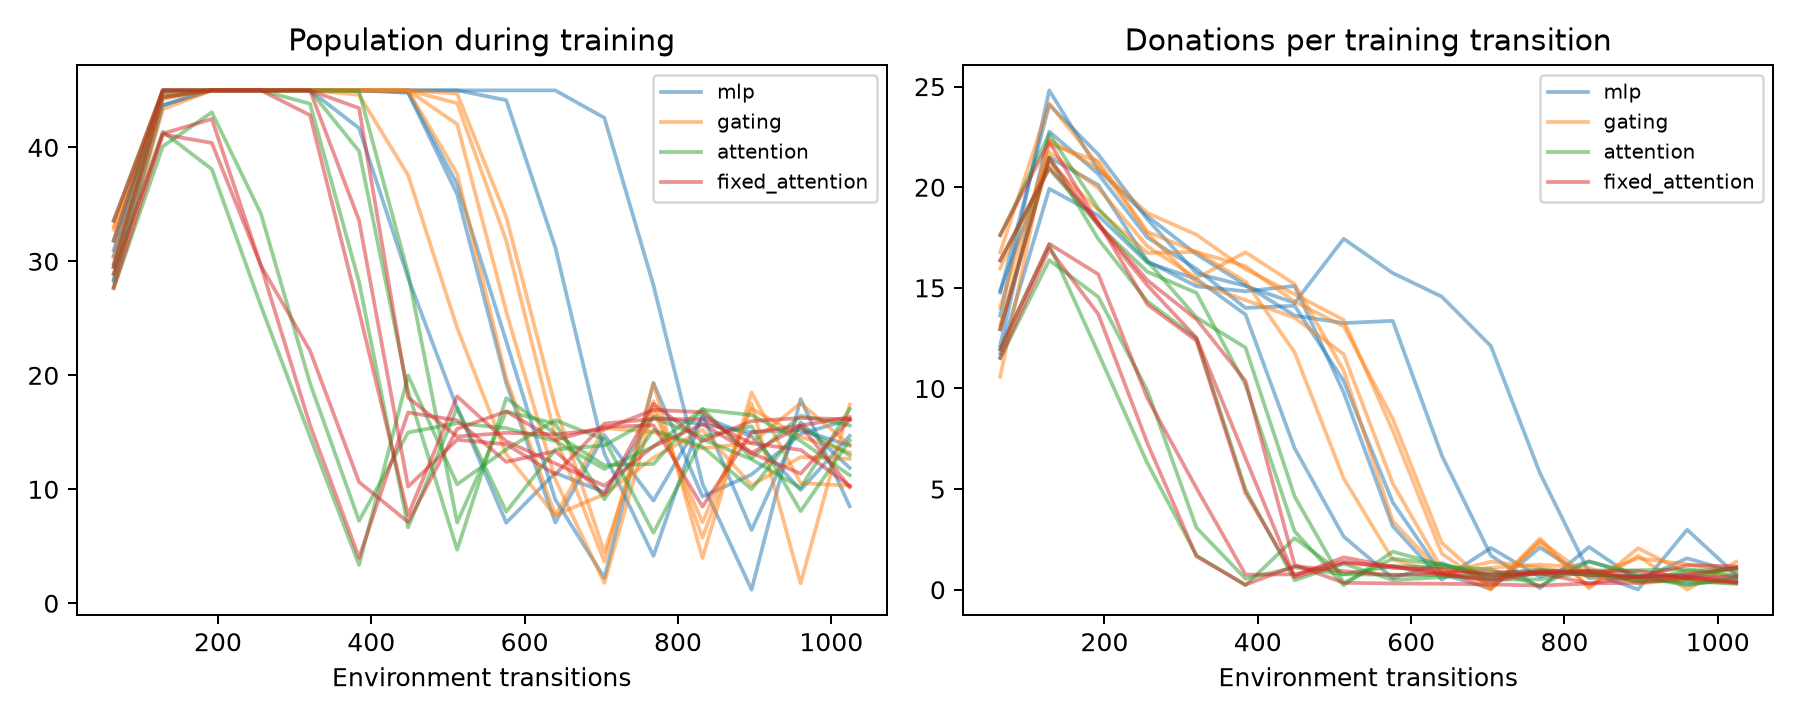 Population during training
40
30
20
10
0
200 400 600 800 1000
Environment transitions
mlp
gating
attention
fixed_attention
Donations per training transition
25
20
15
10
5
0
200 400 600 800 1000
Environment transitions
mlp
gating
attention
fixed_attention